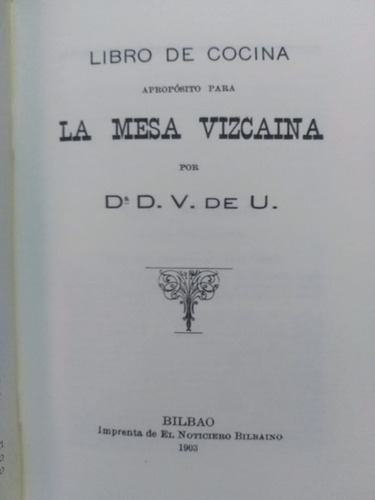 LIBRO DE COCINA
APROPÓSITO PARA
LA MESA VIZCAINA
POR
Dª D. V. DE U.
BILBAO
Imprenta de EL NOTICIERO BILBAINO
1903